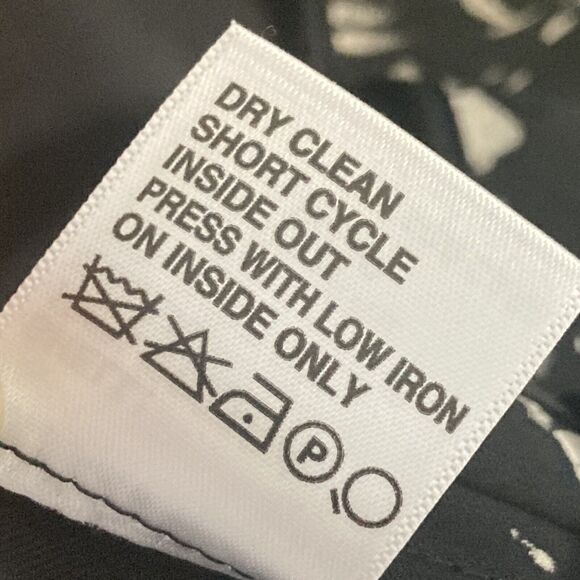 DRY CLEAN
SHORT CYCLE
INSIDE OUT
PRESS WITH LOW IRON
ON INSIDE ONLY
P